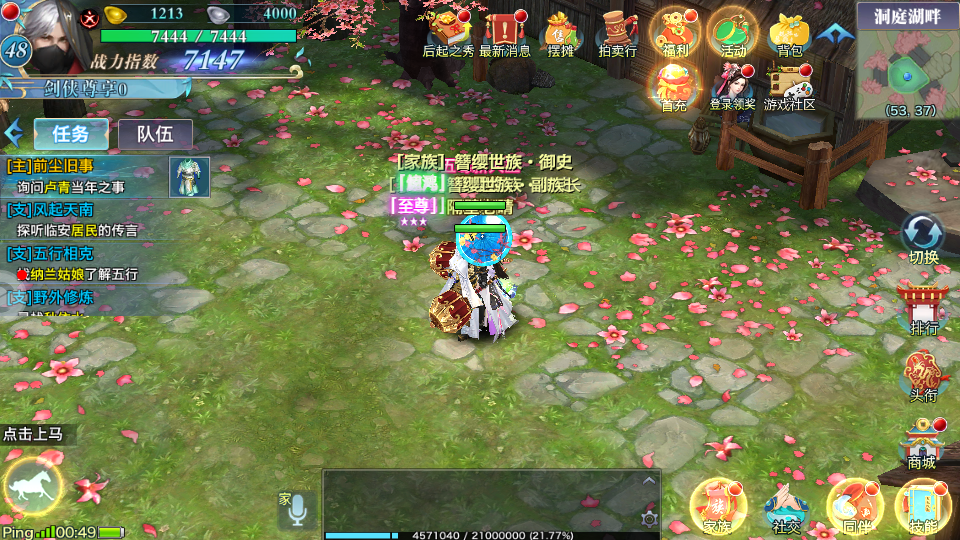 1213
4000
48
7444 / 7444
战力指数 7147
剑侠尊享0
后起之秀
最新消息
摆摊
拍卖行
福利
活动
背包
首充
登录领奖
游戏社区
洞庭湖畔
(53, 37)
任务
队伍
[主]前尘旧事
询问卢青当年之事
[支]风起天南
探听临安居民的传言
[支]五行相克
找纳兰姑娘了解五行
[支]野外修炼
[家族] 簪缨世族·御史
簪缨世族·副族长
[至尊]
切换
排行
头衔
商城
点击上马
家
家族
社交
同伴
技能
Ping
00:49
4571040 / 21000000 (21.77%)